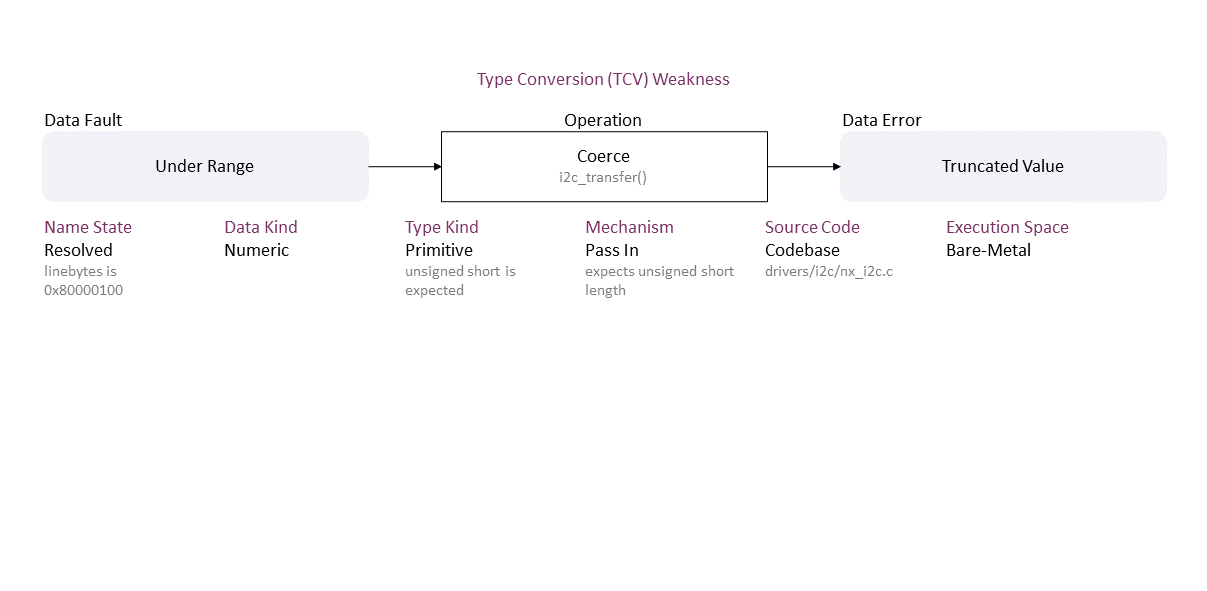 Type Conversion (TCV) Weakness
Data Fault
Operation
Data Error
Under Range
Coerce
i2c_transfer()
Truncated Value
Name State
Resolved
linebytes is
0x80000100
Data Kind
Numeric
Type Kind
Primitive
unsigned short is
expected
Mechanism
Pass In
expects unsigned short
length
Source Code
Codebase
drivers/i2c/nx_i2c.c
Execution Space
Bare-Metal